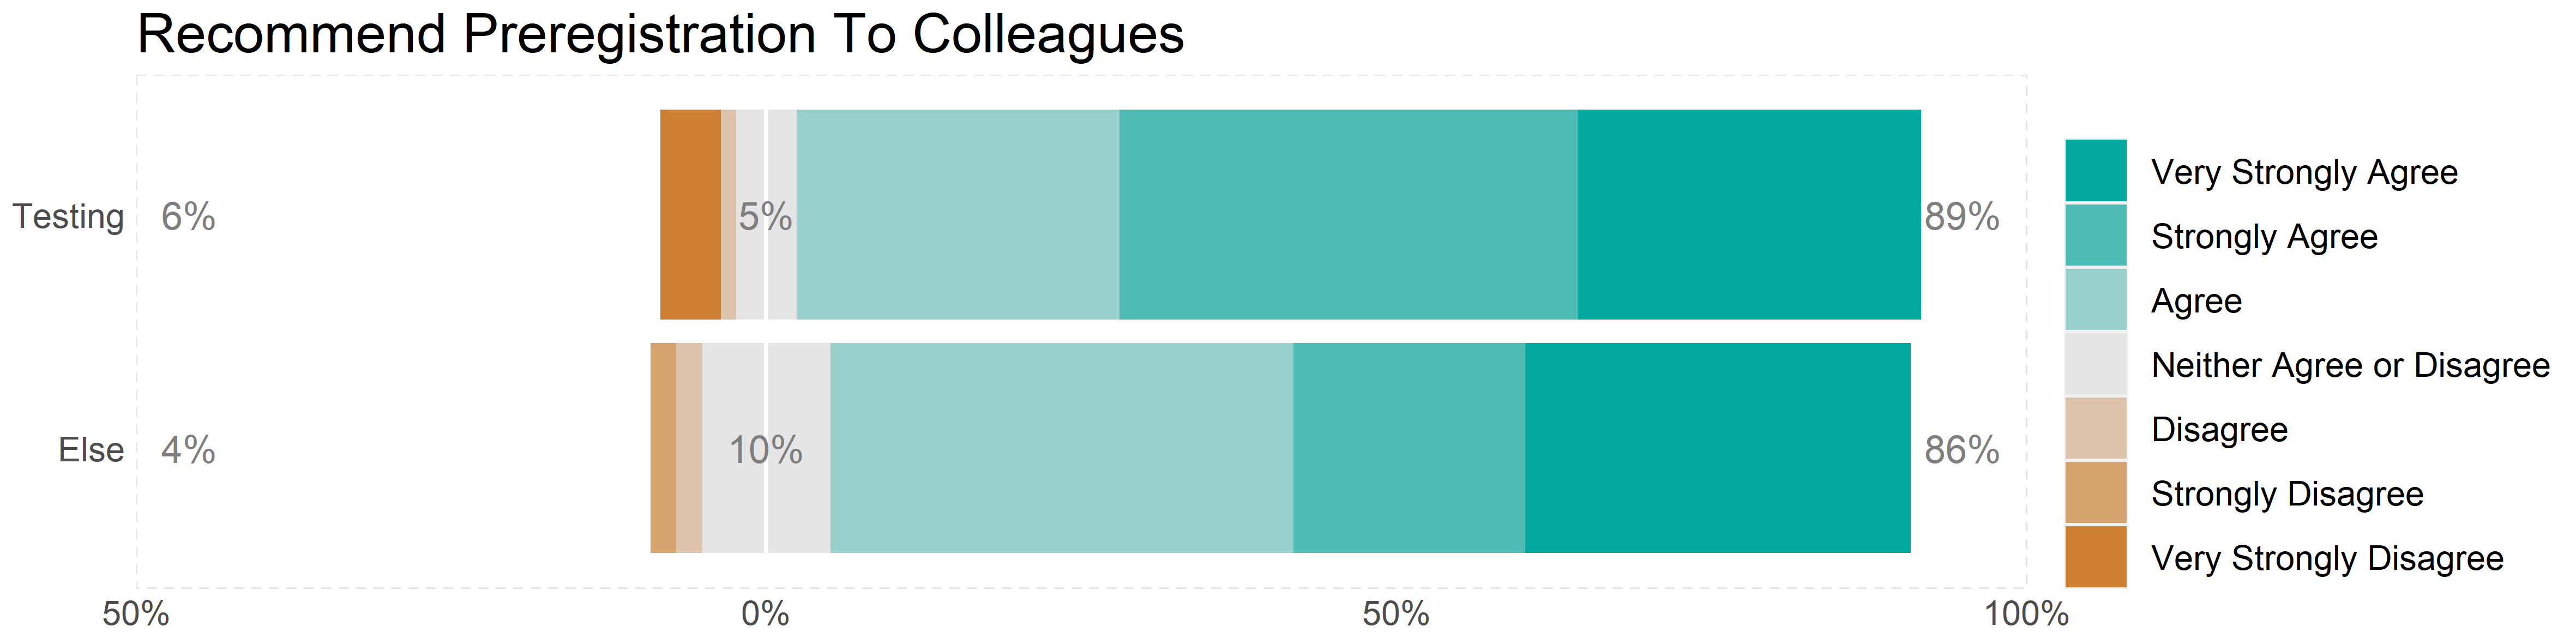 Recommend Preregistration To Colleagues
Testing 6% 5% 89%
Else 4% 10% 86%
50% 0% 50% 100%
Very Strongly Agree
Strongly Agree
Agree
Neither Agree or Disagree
Disagree
Strongly Disagree
Very Strongly Disagree